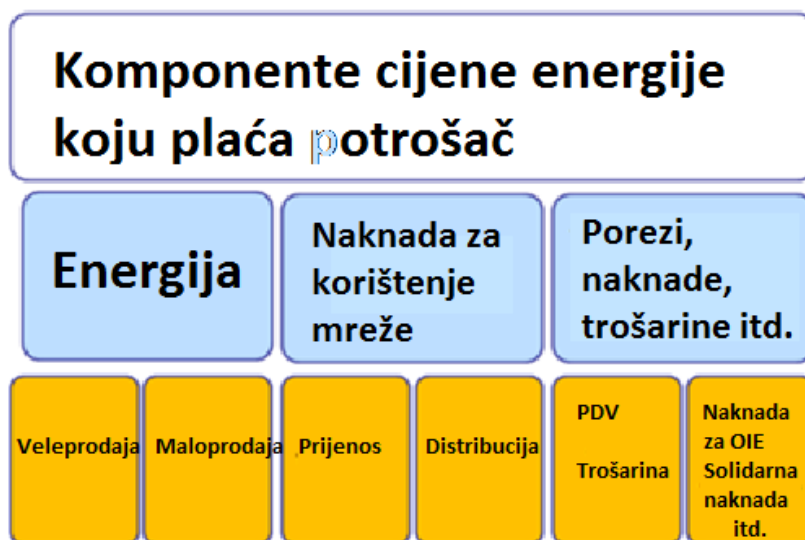 Komponente cijene energije
koju plaća potrošač
Energija
Naknada za
korištenje
mreže
Porezi,
naknade,
trošarine itd.
Veleprodaja
Maloprodaja
Prijenos
Distribucija
PDV
Trošarina
Naknada
za OIE
Solidarna
naknada
itd.